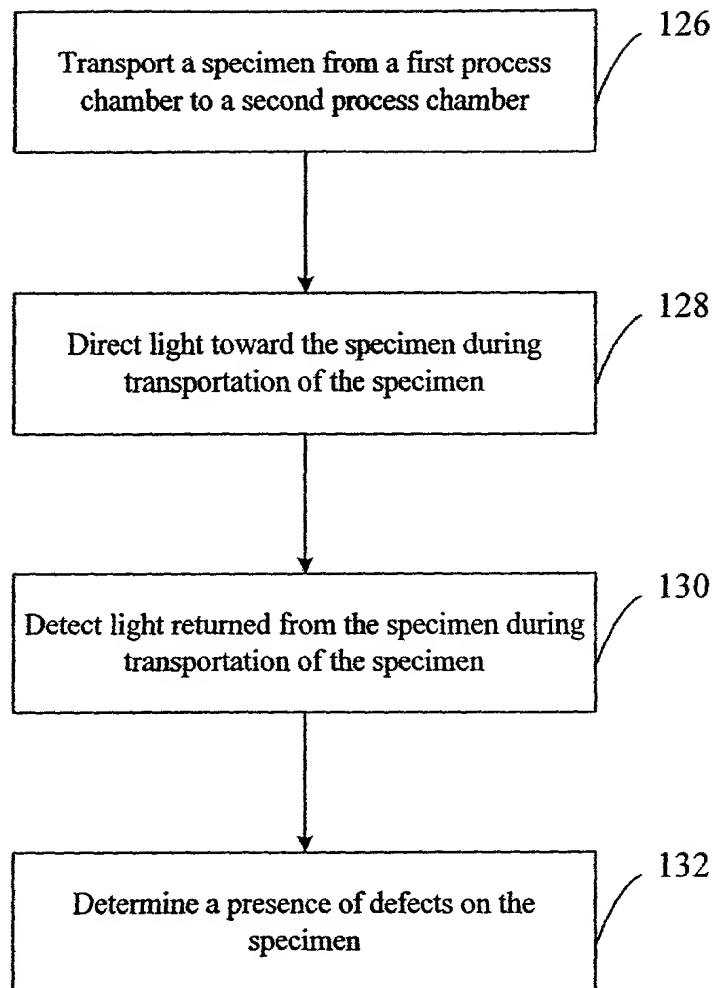 126
Transport a specimen from a first process
chamber to a second process chamber
128
Direct light toward the specimen during
transportation of the specimen
130
Detect light returned from the specimen during
transportation of the specimen
132
Determine a presence of defects on the
specimen